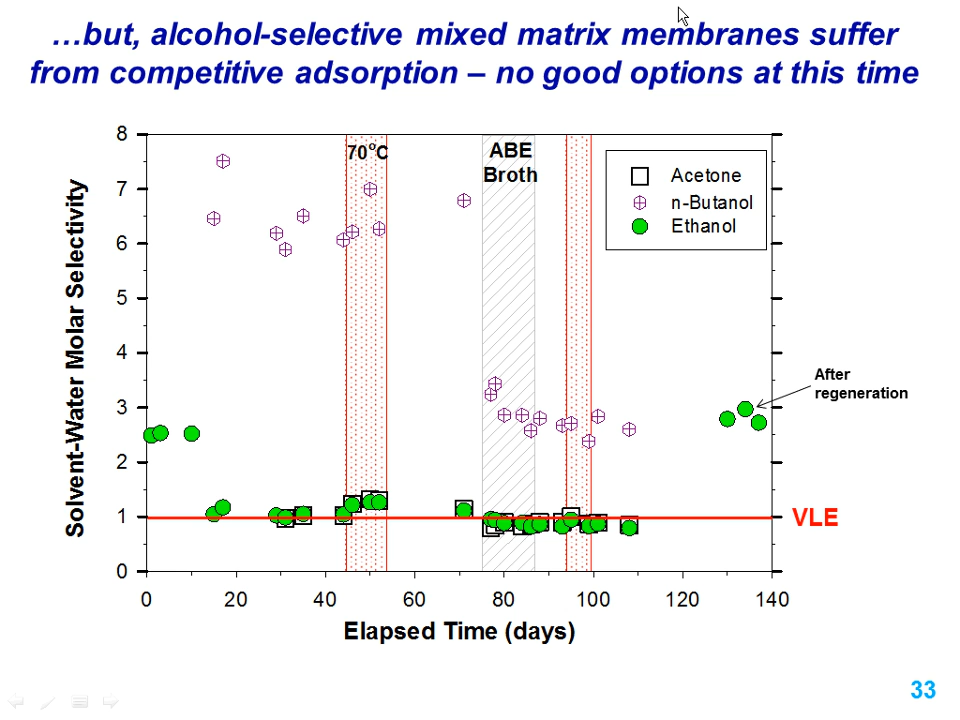 …but, alcohol-selective mixed matrix membranes suffer
from competitive adsorption – no good options at this time
8
7
6
5
4
3
2
1
0
Solvent-Water Molar Selectivity
70°C
ABE
Broth
Acetone
n-Butanol
Ethanol
After
regeneration
VLE
0 20 40 60 80 100 120 140
Elapsed Time (days)
33